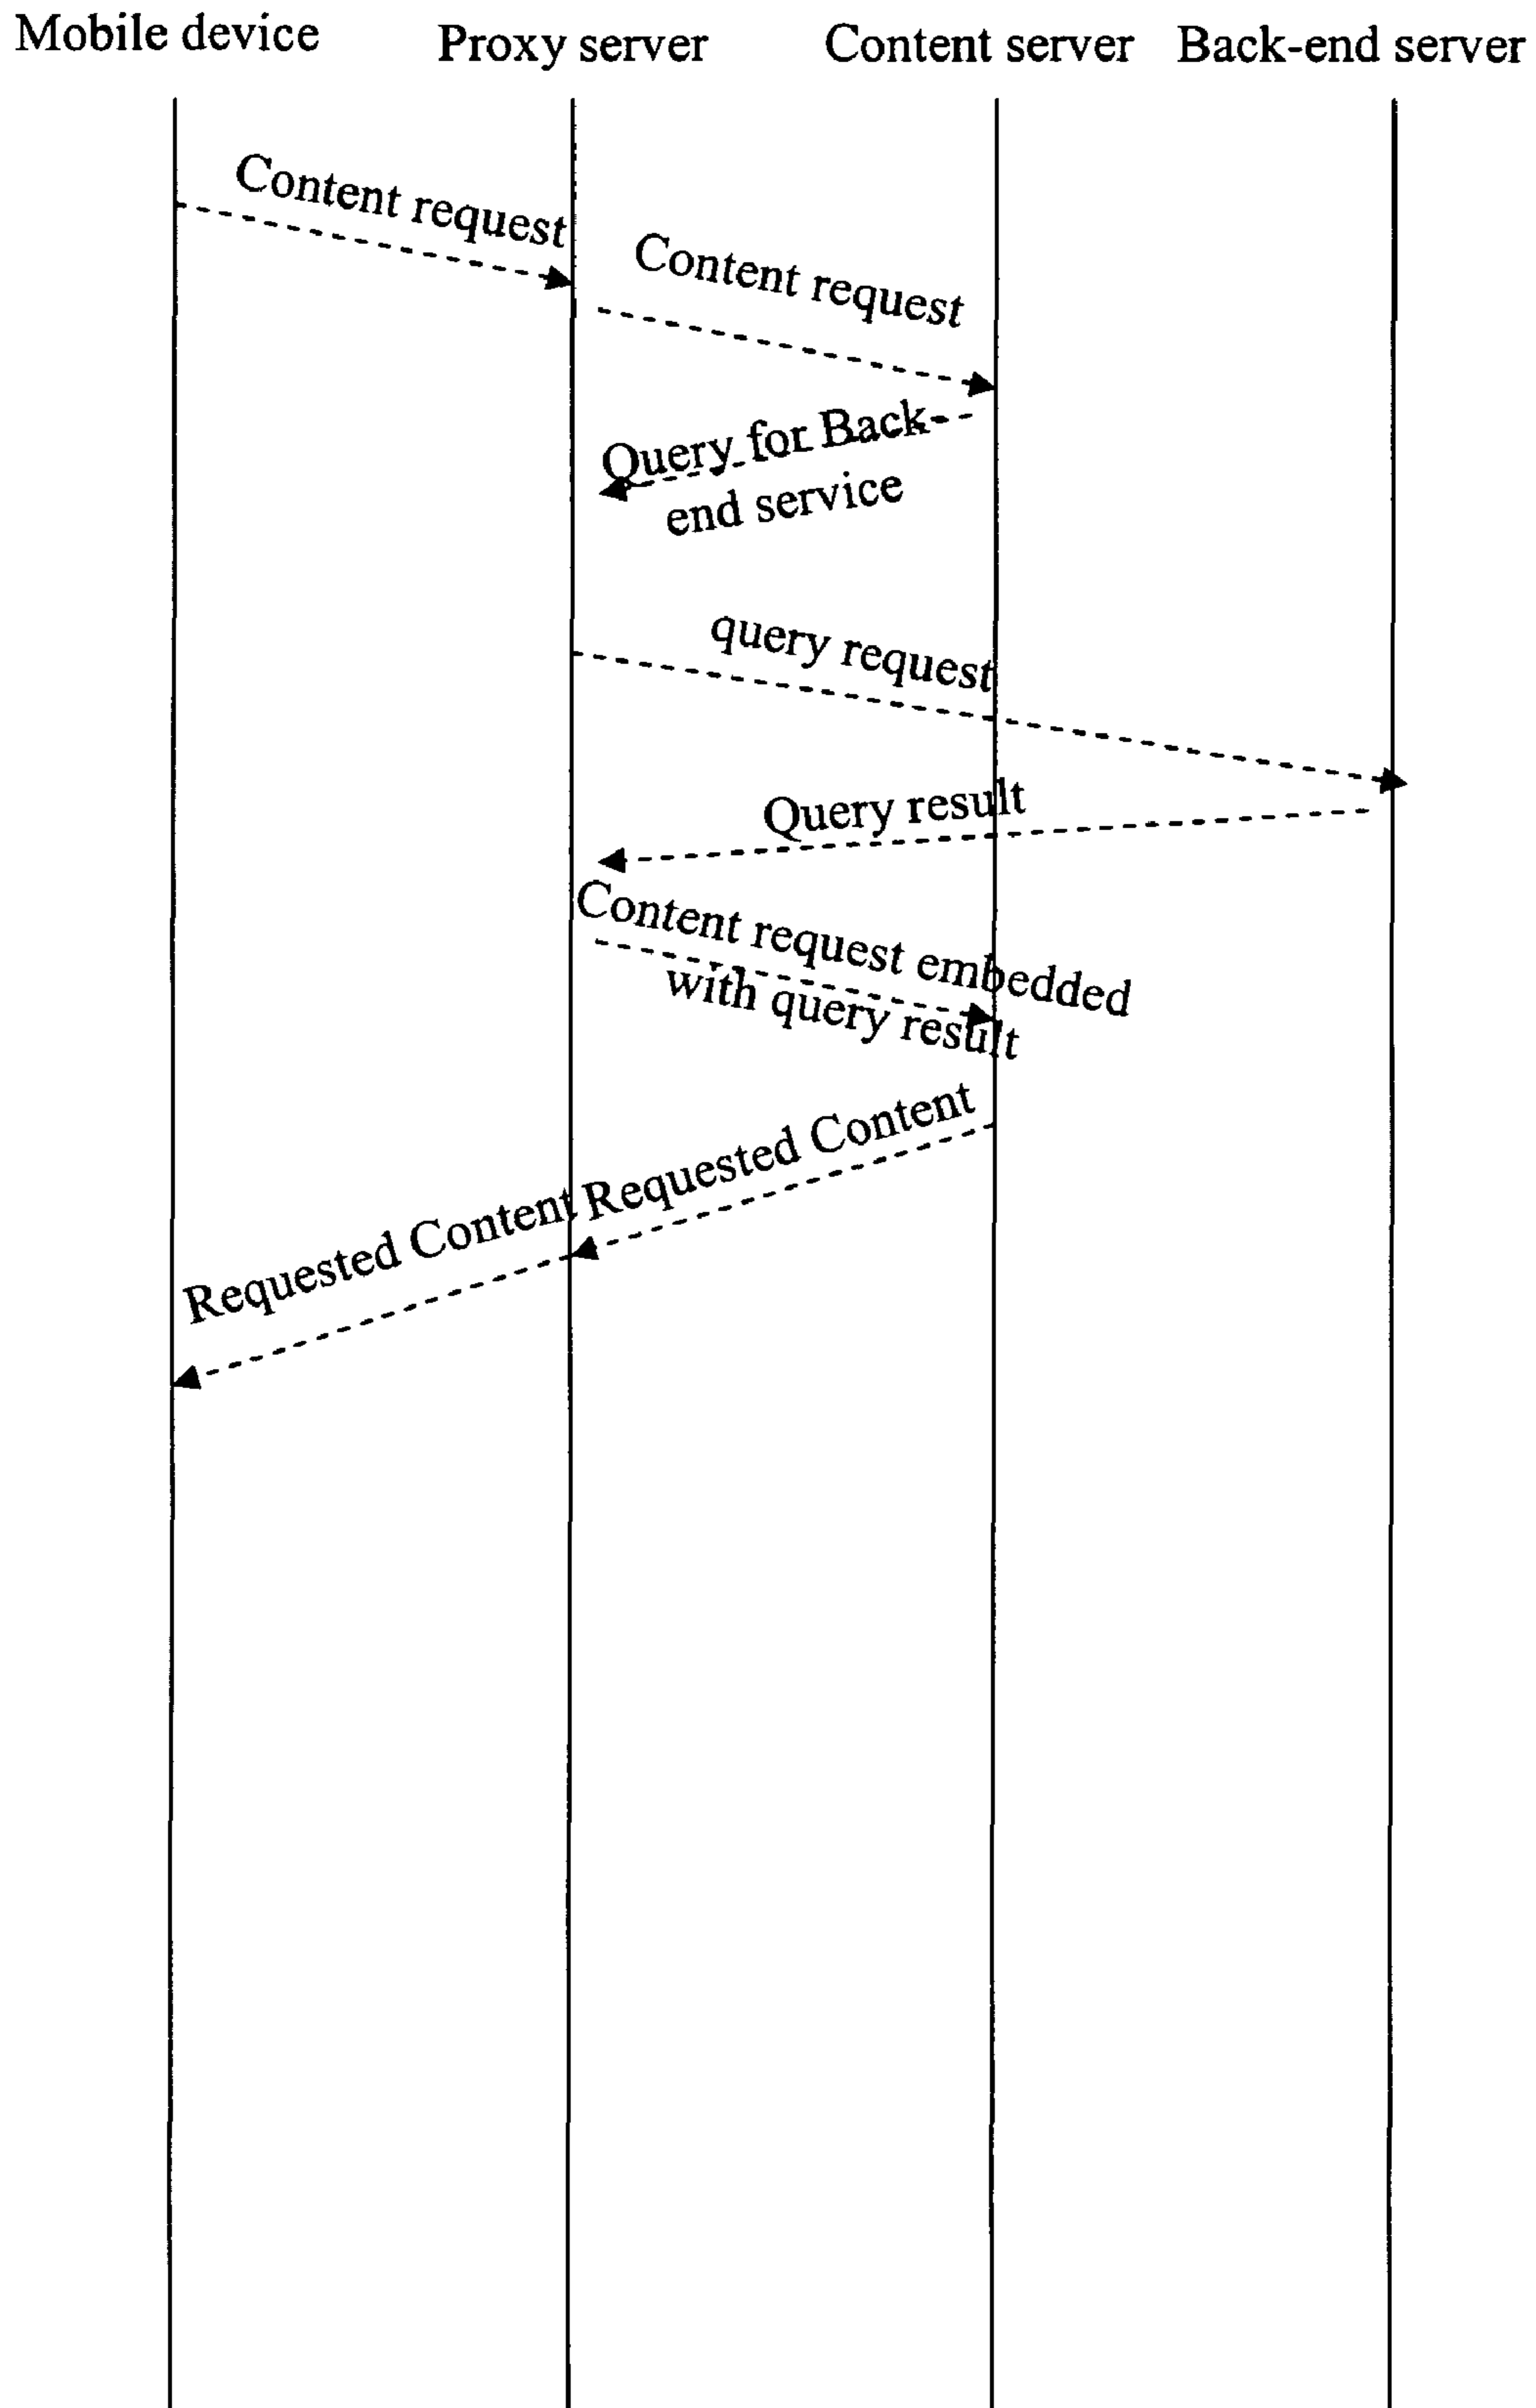 Mobile device
Proxy server
Content server
Back-end server
Content request
Content request
Query for Back-
end service
query request
Query result
Content request embedded
with query result
Requested Content
Requested Content